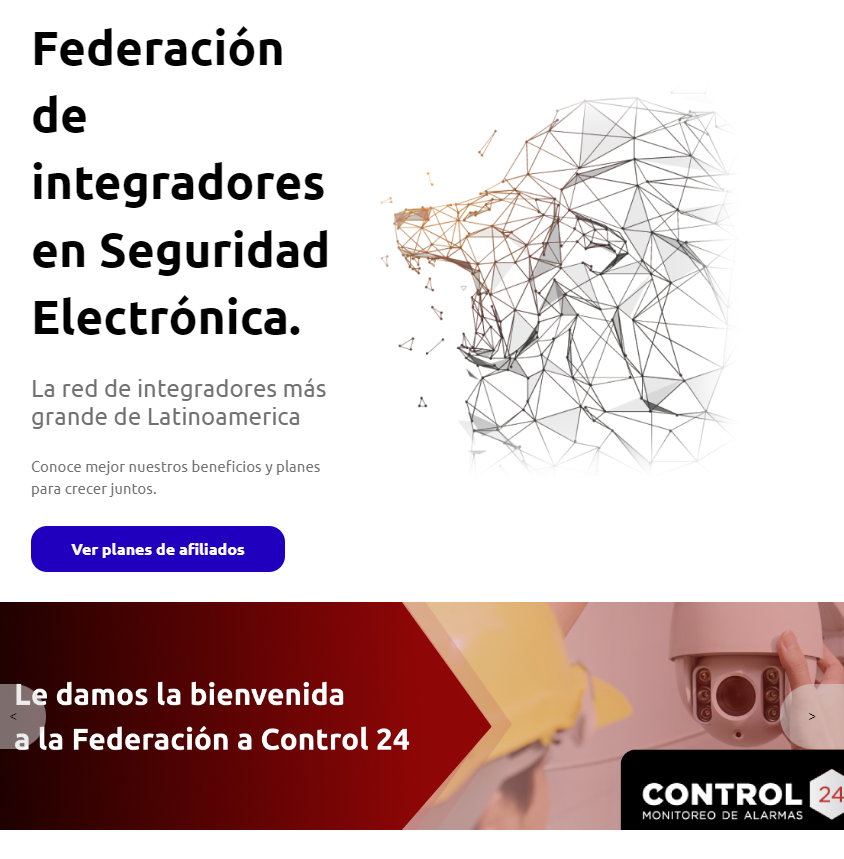 Federación
de
integradores
en Seguridad
Electrónica.
La red de integradores más
grande de Latinoamerica
Conoce mejor nuestros beneficios y planes
para crecer juntos.
Ver planes de afiliados
Le damos la bienvenida
a la Federación a Control 24
<
>
CONTROL 24
MONITOREO DE ALARMAS